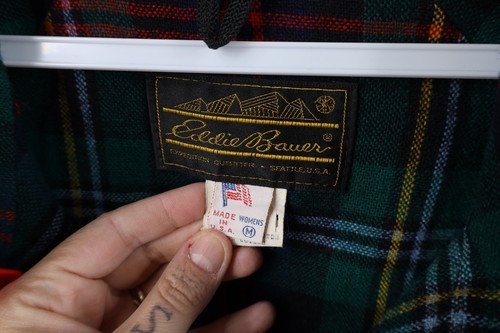 Eddie Bauer ®
EXPEDITION OUTFITTER • SEATTLE, U.S.A.
MADE
IN
U.S.A.
WOMENS
M